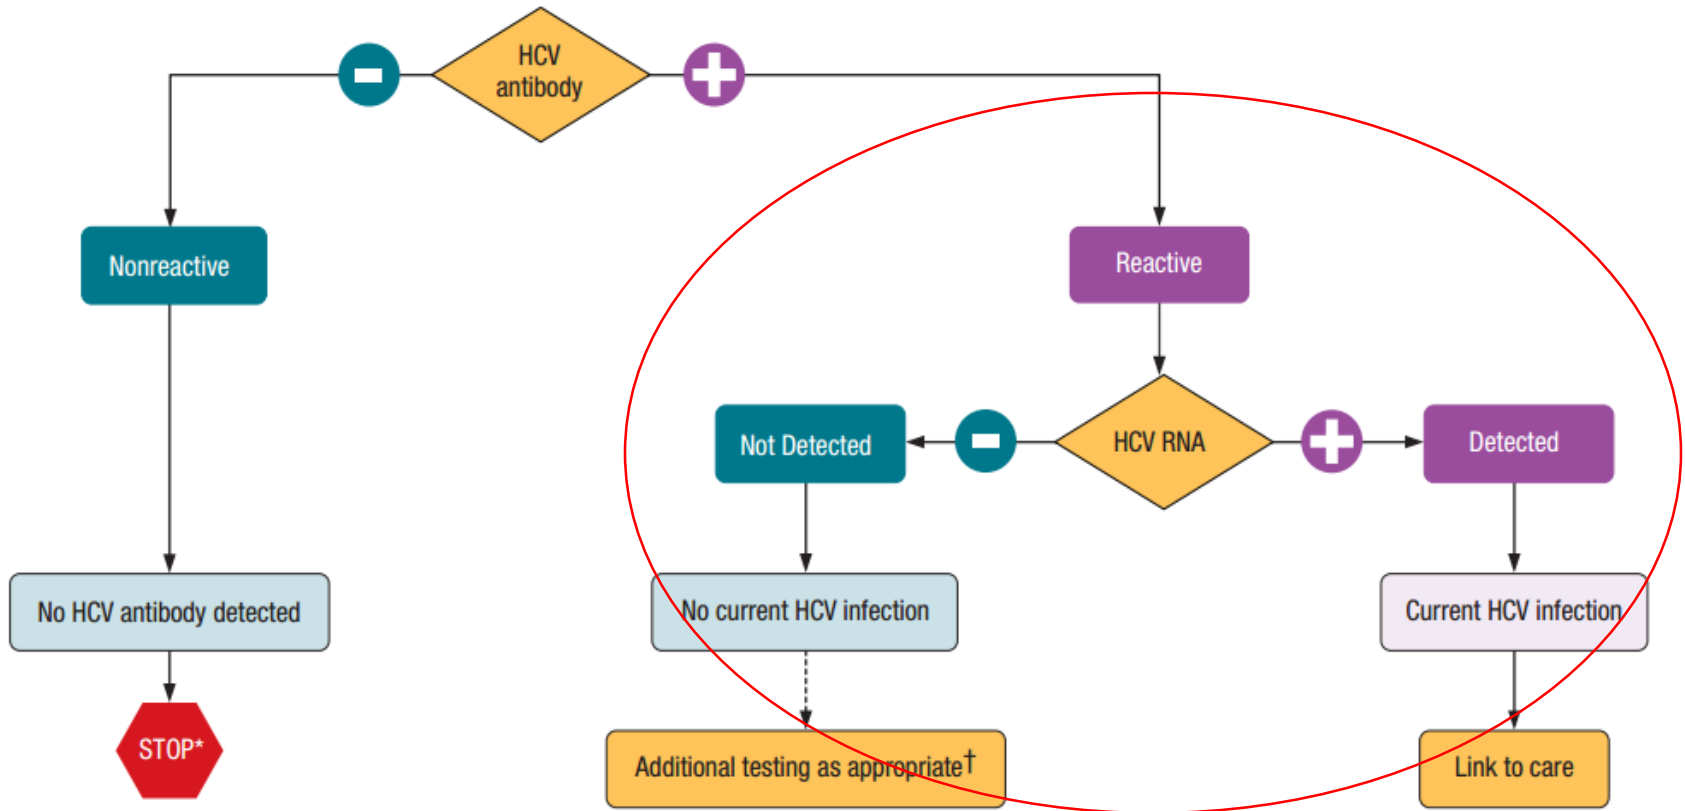 HCV
antibody
Nonreactive
Reactive
Not Detected
HCV RNA
Detected
No HCV antibody detected
No current HCV infection
Current HCV infection
STOP*
Additional testing as appropriate†
Link to care